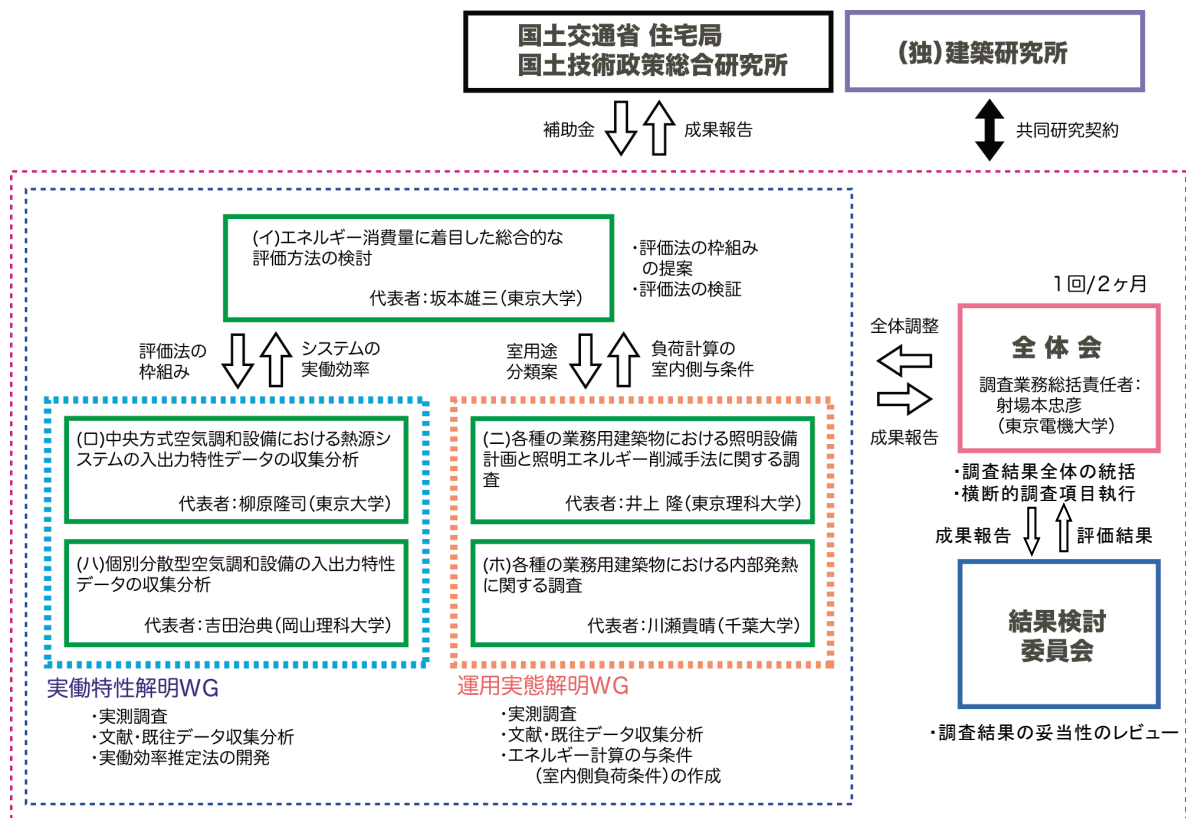 国土交通省 住宅局
国土技術政策総合研究所
(独)建築研究所
補助金
成果報告
共同研究契約
(イ)エネルギー消費量に着目した総合的な
評価方法の検討
代表者:坂本雄三(東京大学)
・評価法の枠組み
の提案
・評価法の検証
評価法の
枠組み
システムの
実働効率
室用途
分類案
負荷計算の
室内側与条件
(ロ)中央方式空気調和設備における熱源シ
ステムの入出力特性データの収集分析
代表者:柳原隆司(東京大学)
(ハ)個別分散型空気調和設備の入出力特性
データの収集分析
代表者:吉田治典(岡山理科大学)
実働特性解明WG
・実測調査
・文献・既往データ収集分析
・実働効率推定法の開発
(ニ)各種の業務用建築物における照明設備
計画と照明エネルギー削減手法に関する調
査
代表者:井上 隆(東京理科大学)
(ホ)各種の業務用建築物における内部発熱
に関する調査
代表者:川瀬貴晴(千葉大学)
運用実態解明WG
・実測調査
・文献・既往データ収集分析
・エネルギー計算の与条件
(室内側負荷条件)の作成
全体調整
成果報告
1回/2ヶ月
全体会
調査業務総括責任者:
射場本忠彦
(東京電機大学)
・調査結果全体の統括
・横断的調査項目執行
成果報告
評価結果
結果検討
委員会
・調査結果の妥当性のレビュー